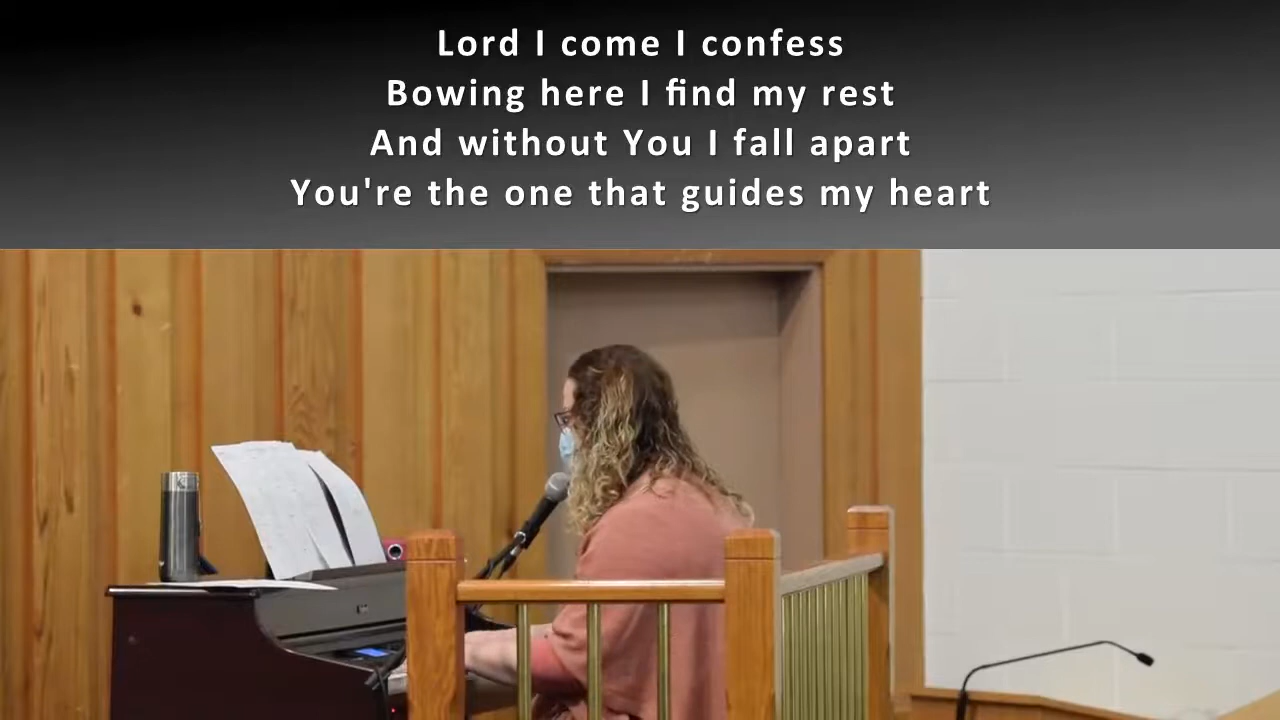 Lord I come I confess
Bowing here I find my rest
And without You I fall apart
You're the one that guides my heart